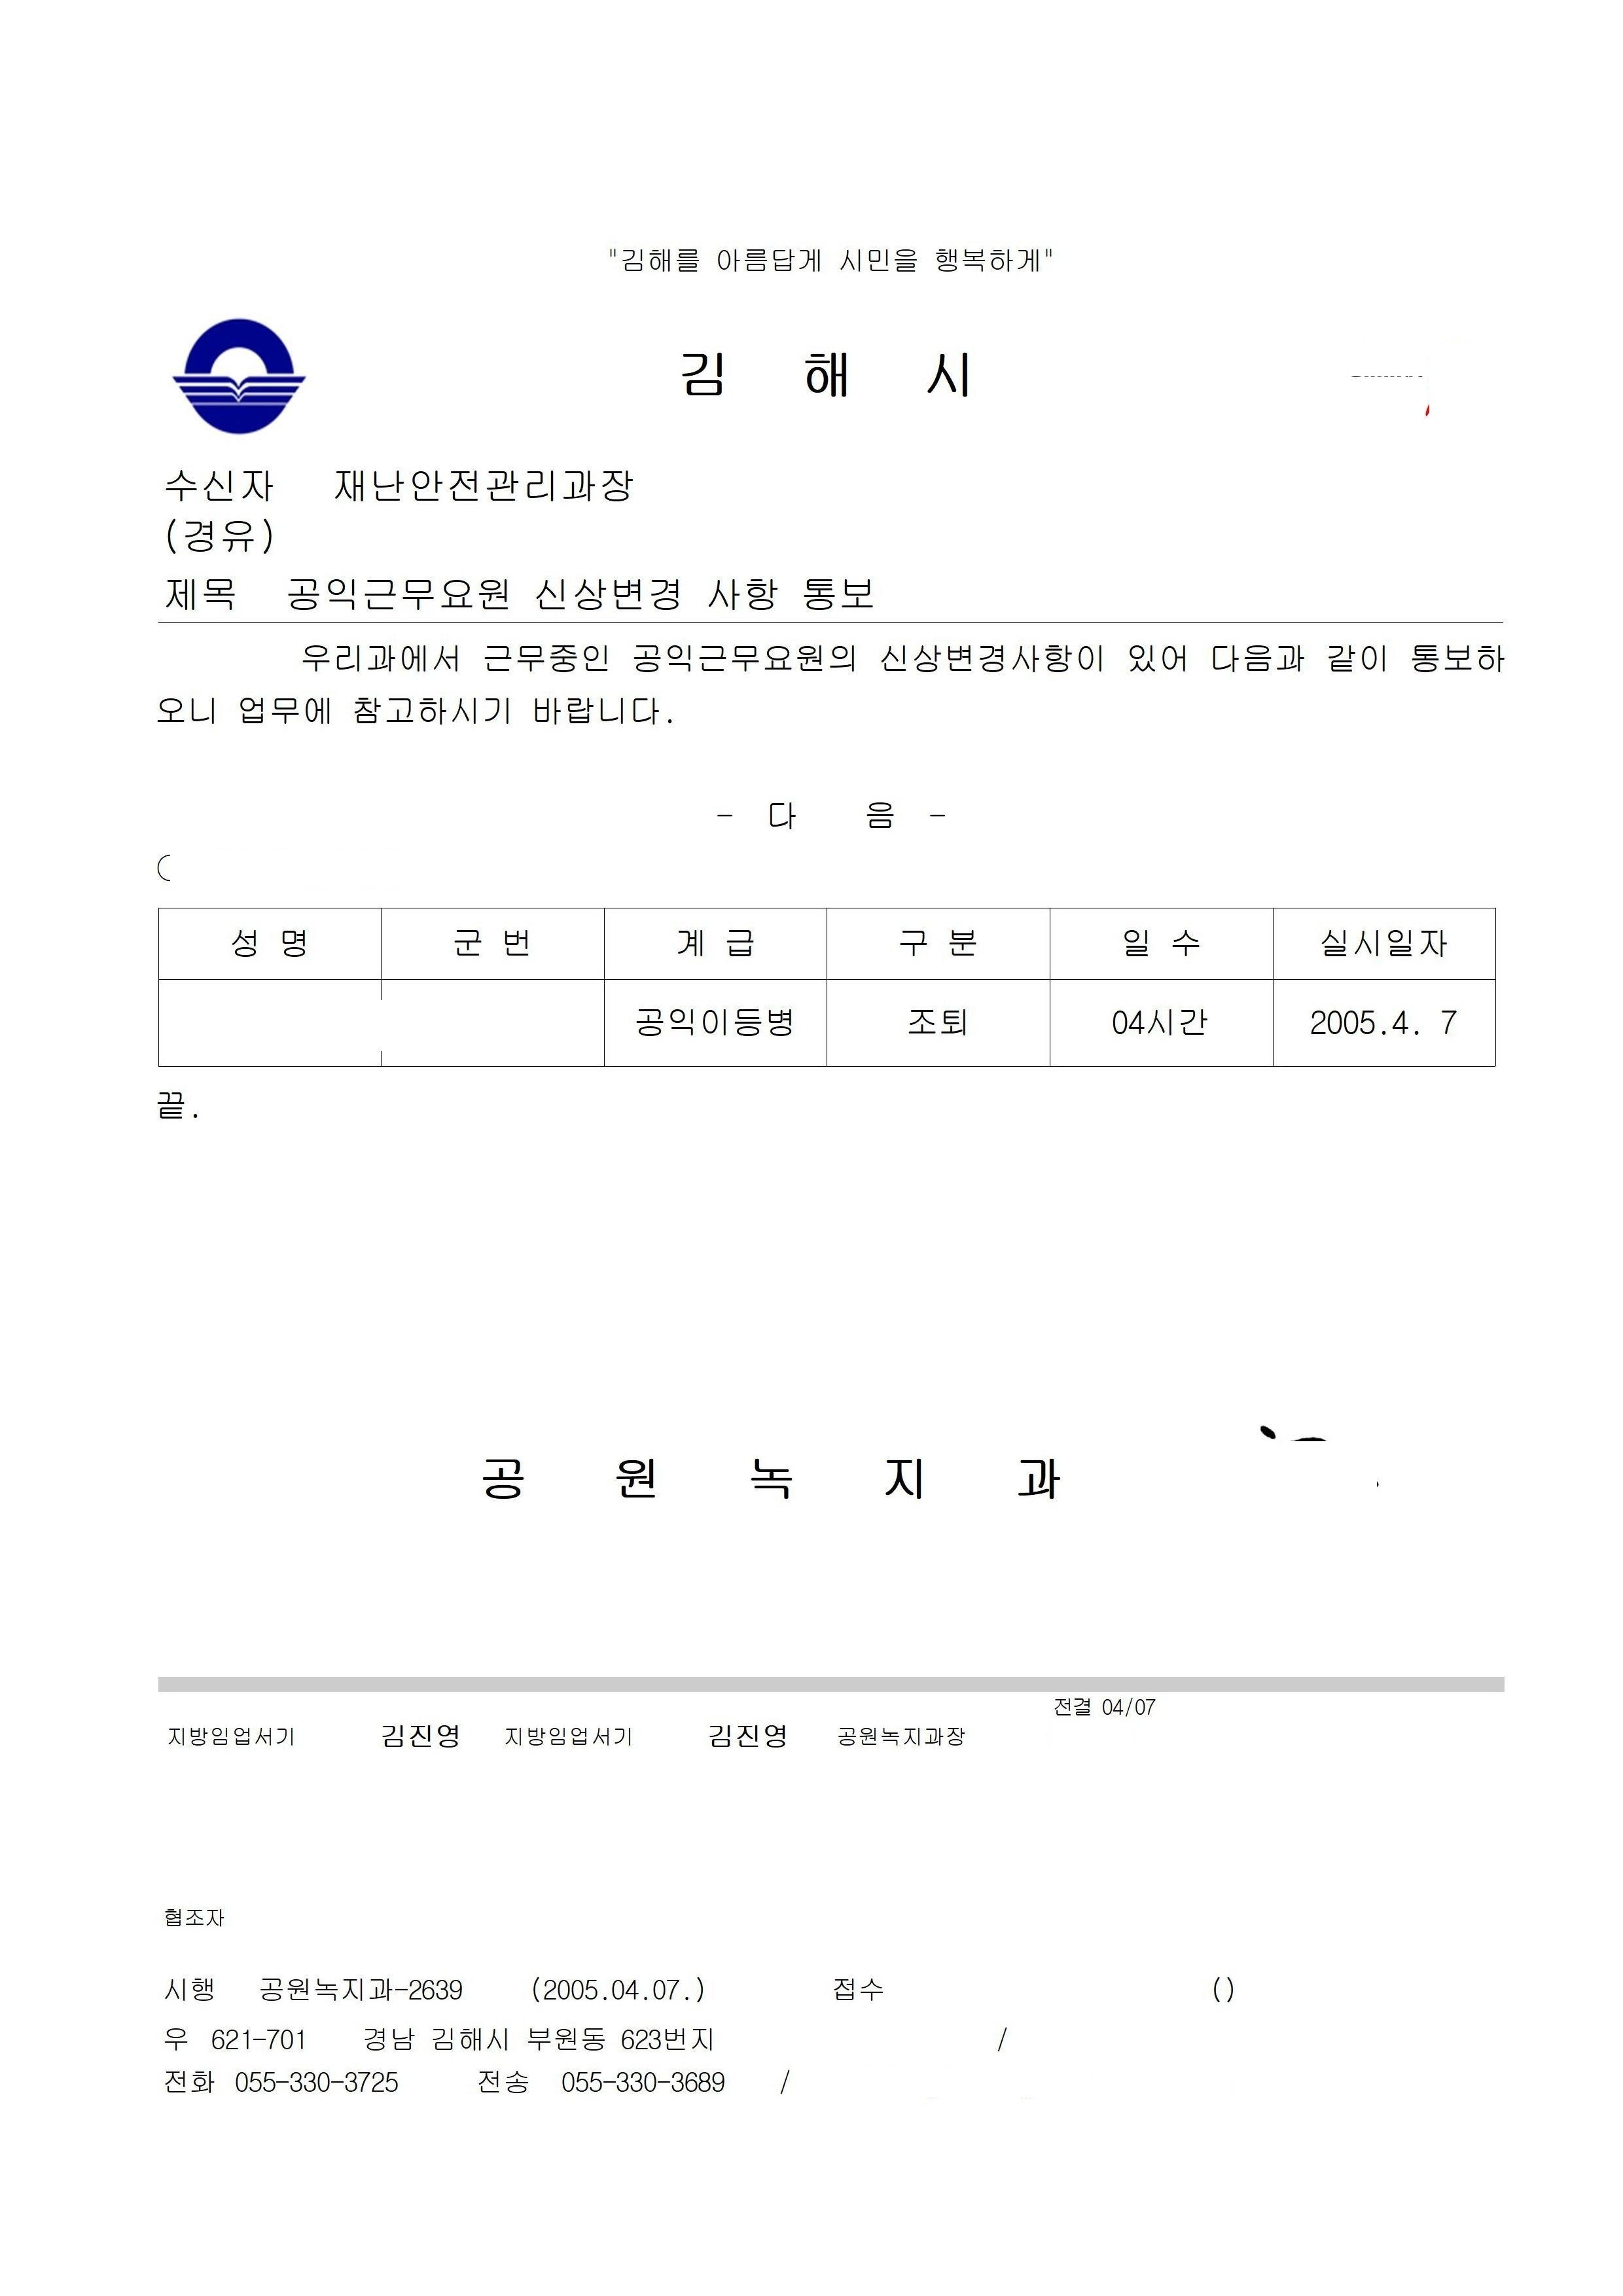 "김해를 아름답게 시민을 행복하게"
김 해 시
수신자 재난안전관리과장
(경유)
제목 공익근무요원 신상변경 사항 통보
우리과에서 근무중인 공익근무요원의 신상변경사항이 있어 다음과 같이 통보하
오니 업무에 참고하시기 바랍니다.
- 다 음 -
성 명 군 번 계 급 구 분 일 수 실시일자
공익이등병 조퇴 04시간 2005.4. 7
끝.
공 원 녹 지 과
전결 04/07
지방임업서기 김진영 지방임업서기 김진영 공원녹지과장
협조자
시행 공원녹지과-2639 (2005.04.07.) 접수 ()
우 621-701 경남 김해시 부원동 623번지 /
전화 055-330-3725 전송 055-330-3689 /